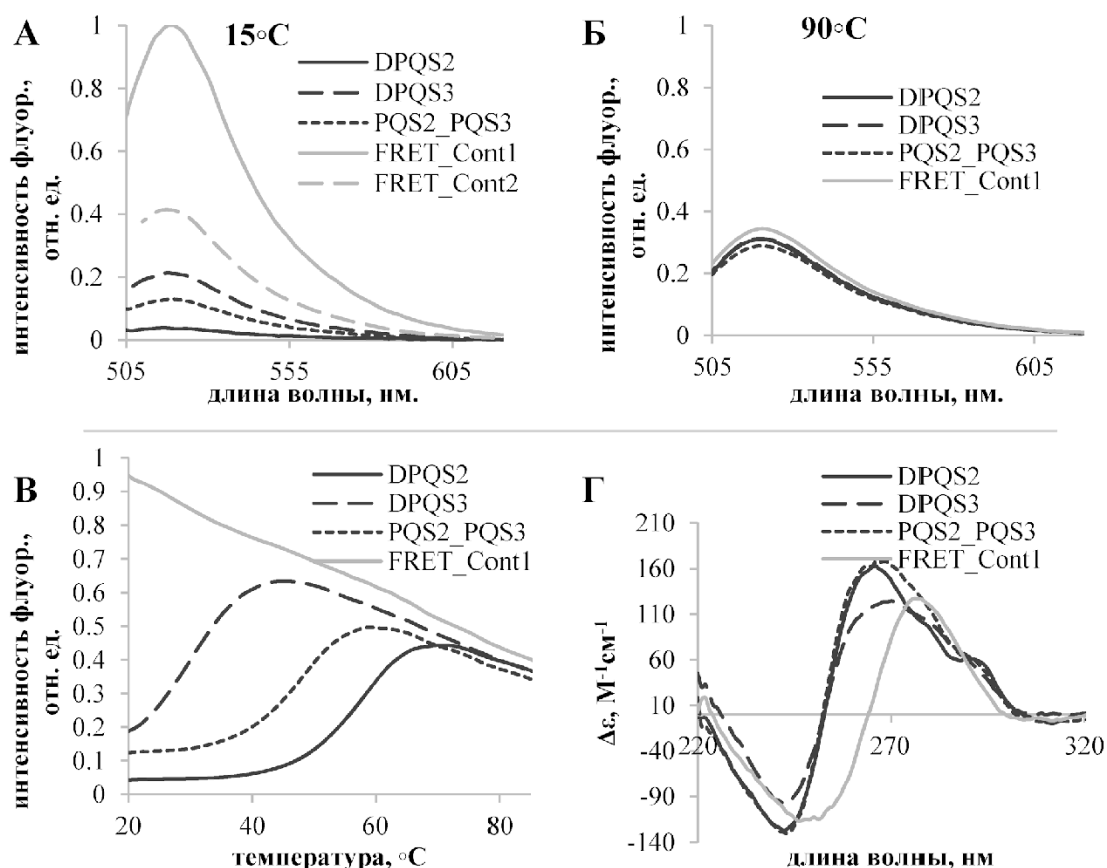 А
15◦C
интенсивность флуор.,
отн. ед.
1
0.8
0.6
0.4
0.2
0
505
555
605
длина волны, нм.
DPQS2
DPQS3
PQS2_PQS3
FRET_Cont1
FRET_Cont2
Б
90◦C
интенсивность флуор.,
отн. ед.
1
0.8
0.6
0.4
0.2
0
505
555
605
длина волны, нм.
DPQS2
DPQS3
PQS2_PQS3
FRET_Cont1
В
интенсивность флуор.,
отн. ед.
1
0.9
0.8
0.7
0.6
0.5
0.4
0.3
0.2
0.1
0
20
40
60
80
температура, ◦C
DPQS2
DPQS3
PQS2_PQS3
FRET_Cont1
Г
Δε, М⁻¹см⁻¹
210
160
110
60
10
-40
-90
-140
220
270
320
длина волны, нм
DPQS2
DPQS3
PQS2_PQS3
FRET_Cont1